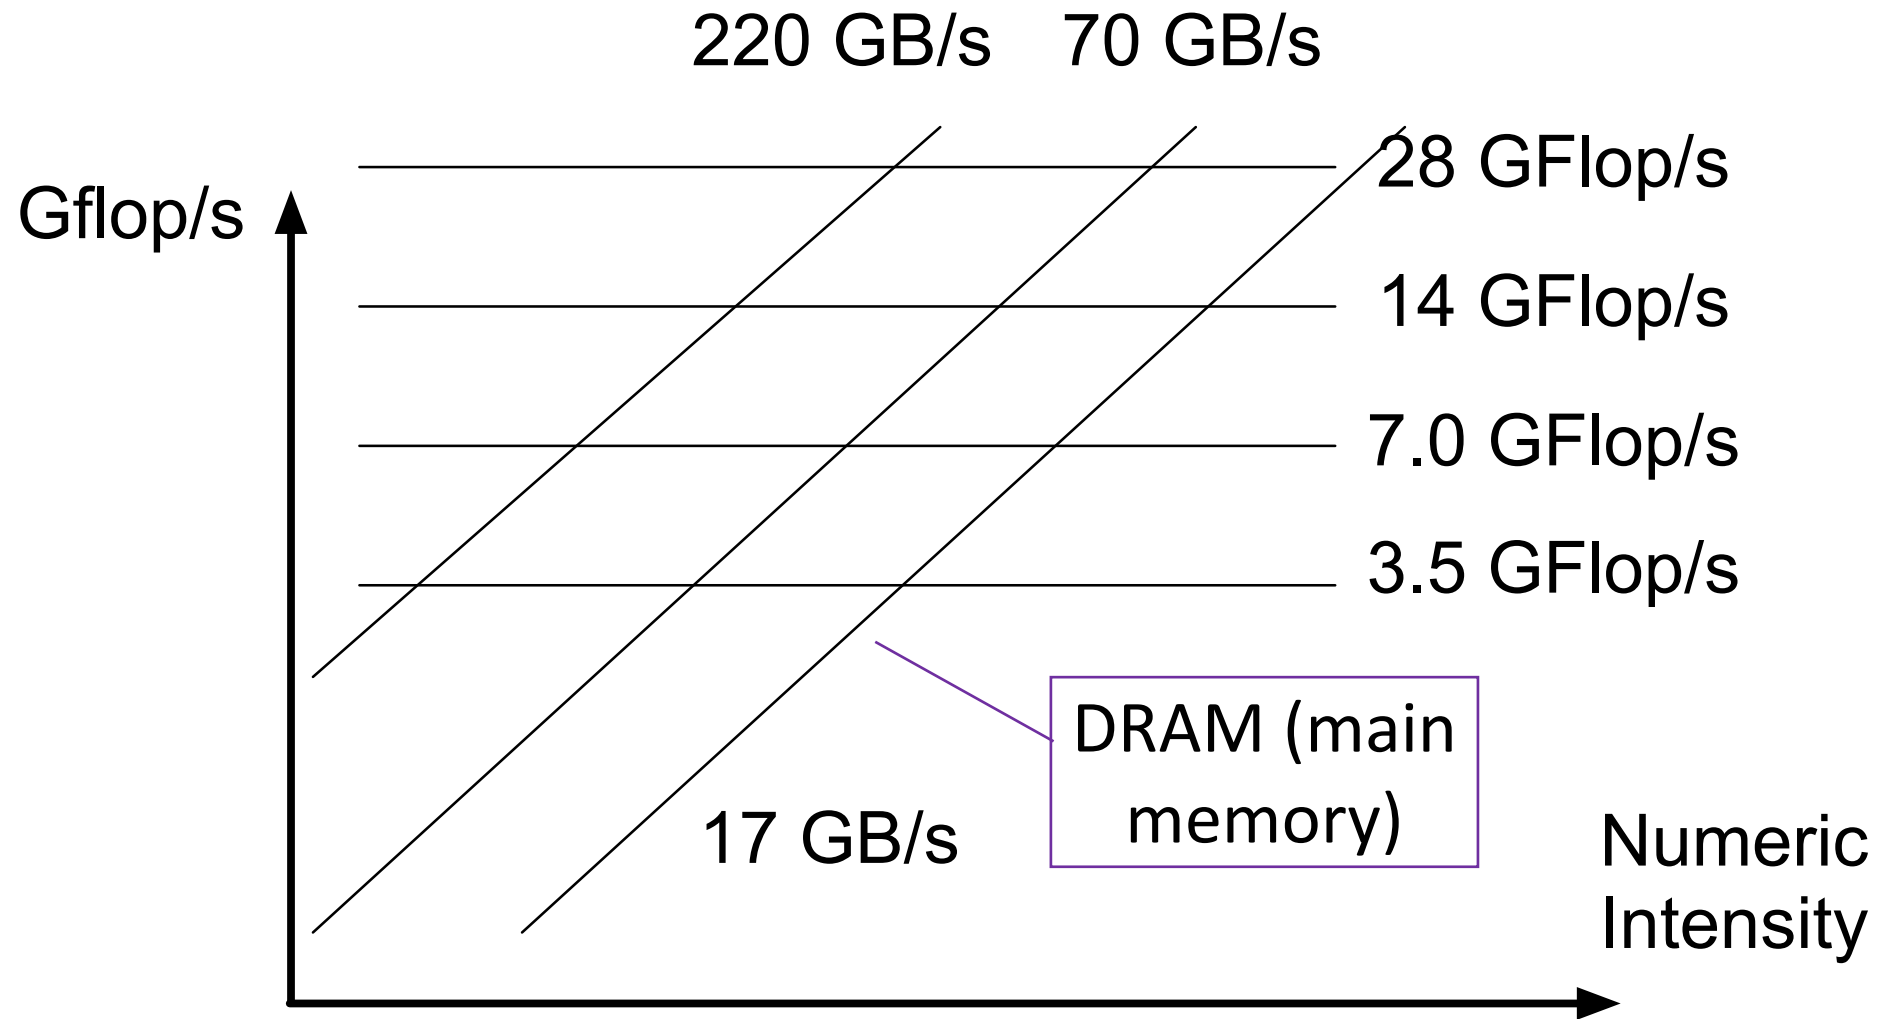 220 GB/s 70 GB/s
28 GFlop/s
Gflop/s
14 GFlop/s
7.0 GFlop/s
3.5 GFlop/s
DRAM (main
memory)
17 GB/s
Numeric
Intensity